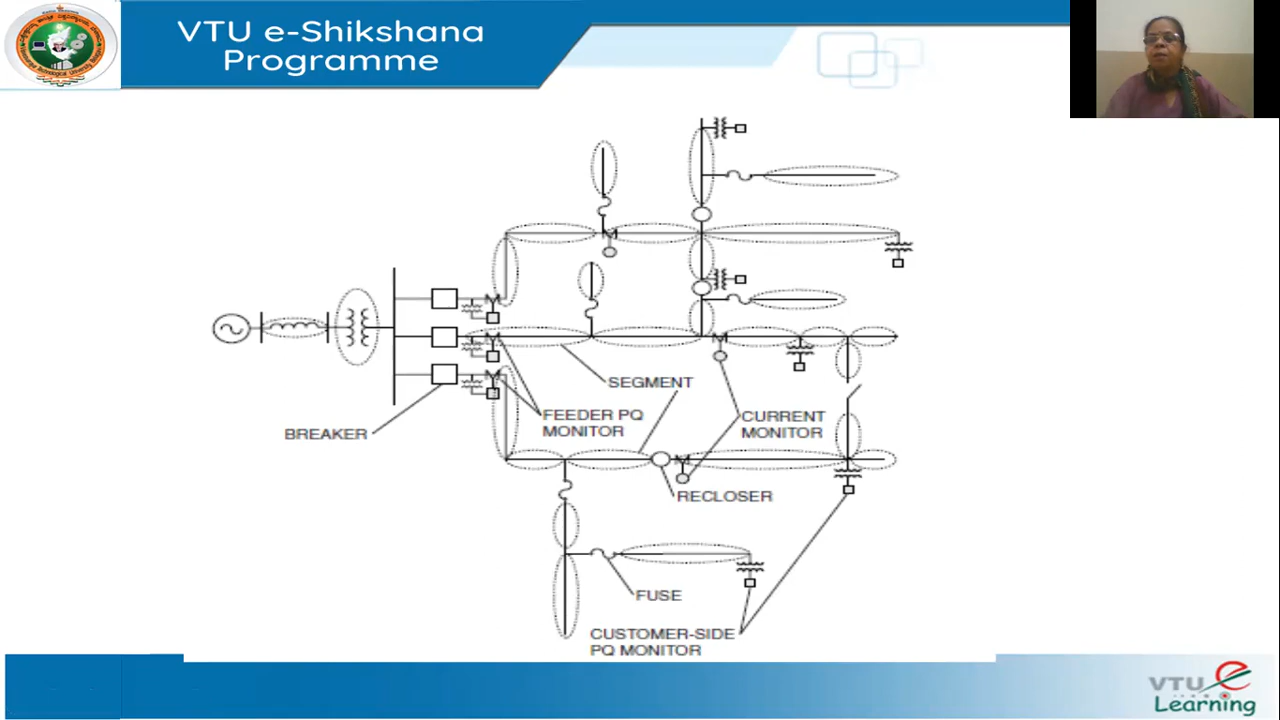 VTU e-Shikshana
Programme
SEGMENT
FEEDER PQ
MONITOR
CURRENT
MONITOR
BREAKER
RECLOSER
FUSE
CUSTOMER-SIDE
PQ MONITOR
VTU e
Learning